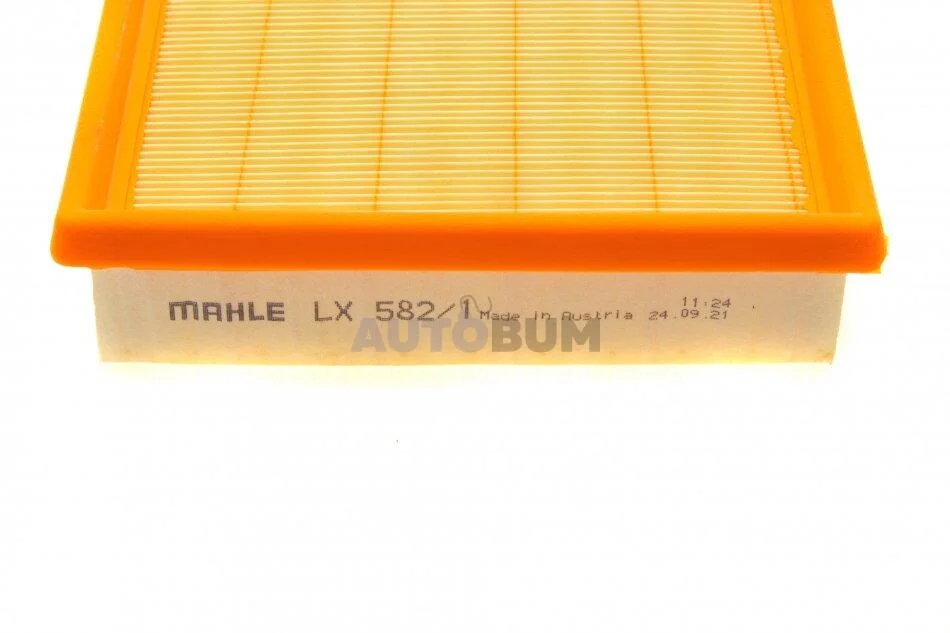 MAHLE LX 582/1 Made in Austria 24.09.21
11:24
AUTOBUM